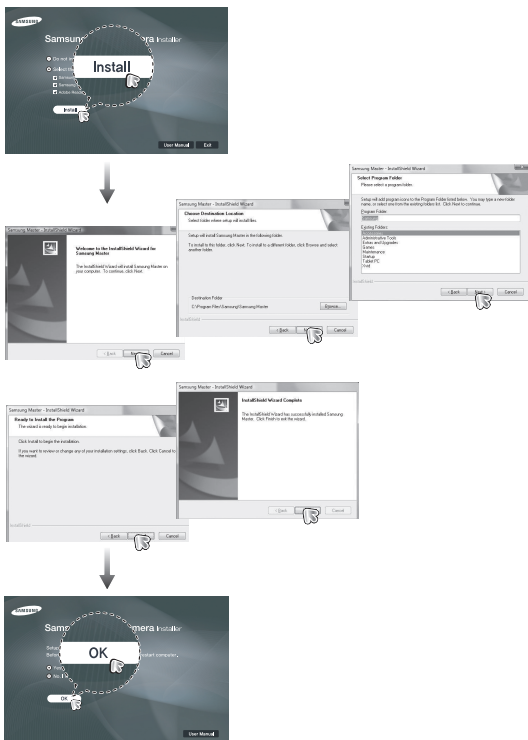 SAMSUNG
Samsung era Installer
Install
Do not in
Select the
Samsung
Samsung
Adobe Reader
Install
User Manual Exit
Samsung Master - InstallShield Wizard
Select Program Folder
Please select a program folder.
Setup will add program icons to the Program Folder listed below. You may type a new folder
name, or select one from the existing folders list. Click Next to continue.
Program Folder:
Samsung
Existing Folders:
Administrative Tools
Extras and Upgrades
Games
Maintenance
Startup
Tablet PC
InstallShield
< Back Next > Cancel
Samsung Master - InstallShield Wizard
Choose Destination Location
Select folder where setup will install files.
Setup will install Samsung Master in the following folder.
To install to this folder, click Next. To install to a different folder, click Browse and select
another folder.
Destination Folder
C:\Program Files\Samsung\Samsung Master
Browse...
InstallShield
< Back Cancel
Samsung Master - InstallShield Wizard
Welcome to the InstallShield Wizard for
Samsung Master
The InstallShield Wizard will install Samsung Master on
your computer. To continue, click Next.
< Back Cancel
Samsung Master - InstallShield Wizard
Ready to Install the Program
The wizard is ready to begin installation.
Click Install to begin the installation.
If you want to review or change any of your installation settings, click Back. Click Cancel to
the wizard.
InstallShield
< Back Cancel
Samsung Master - InstallShield Wizard
InstallShield Wizard Complete
The InstallShield Wizard has successfully installed Samsung
Master. Click Finish to exit the wizard.
< Back Cancel
SAMSUNG
Sams mera Installer
Setup
Before estart computer.
OK
Yes
No, I
OK
User Manual